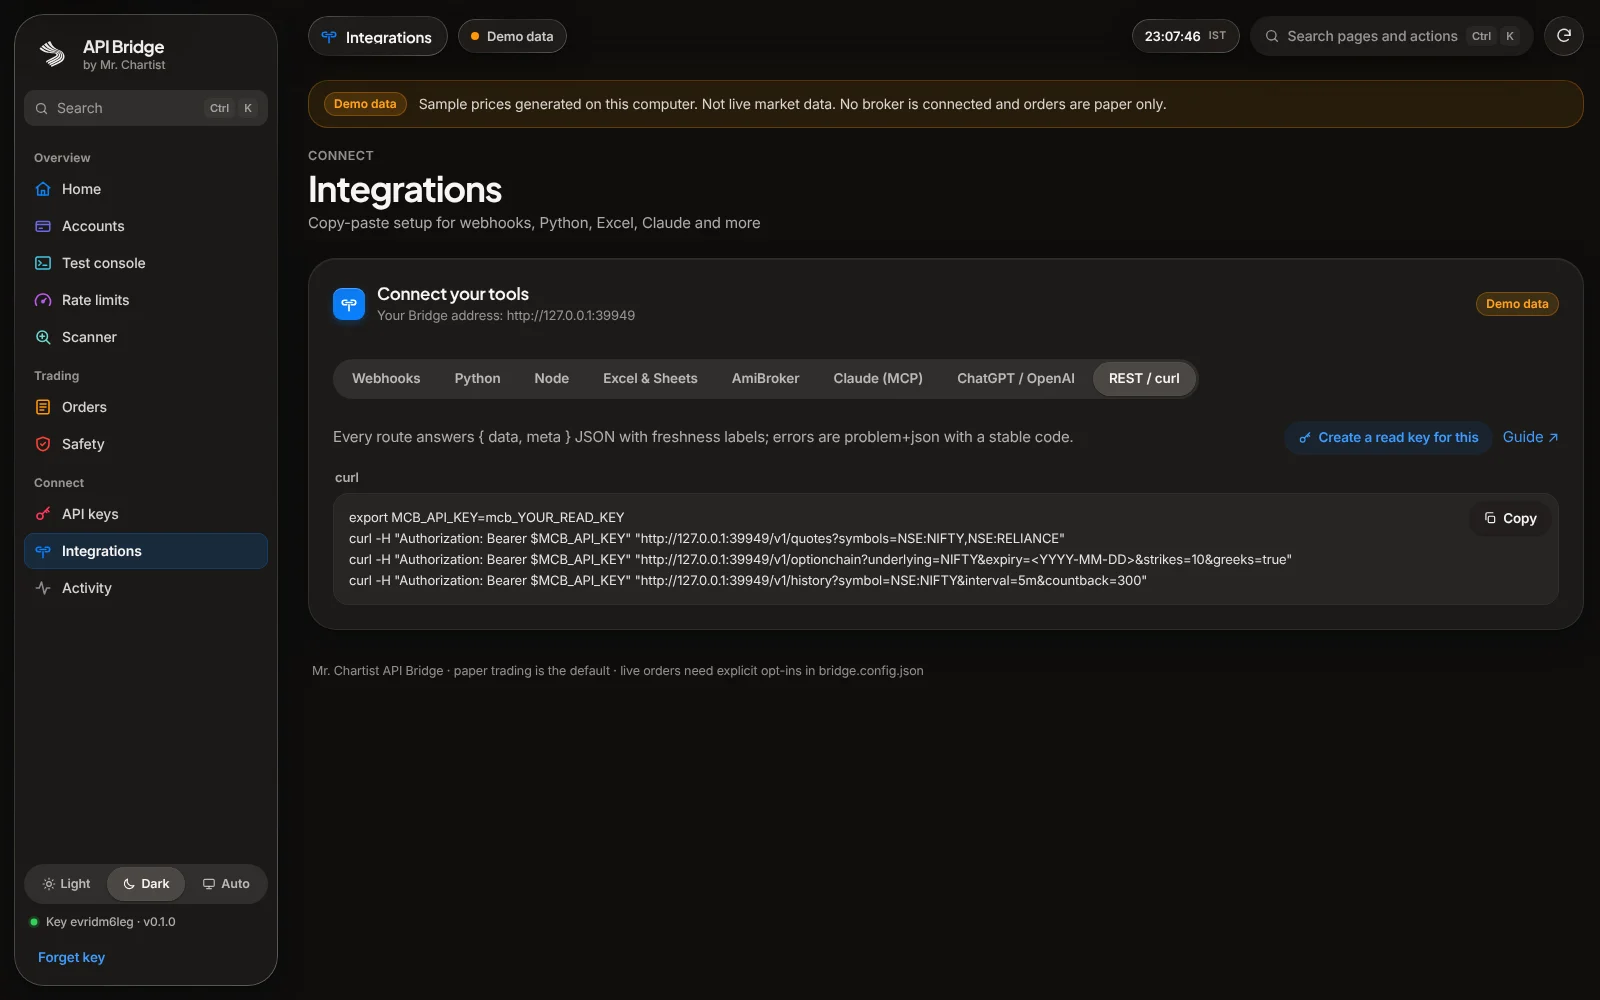 API Bridge
by Mr. Chartist
Search Ctrl K
Overview
Home
Accounts
Test console
Rate limits
Scanner
Trading
Orders
Safety
Connect
API keys
Integrations
Activity
Light Dark Auto
Key evridm6leg · v0.1.0
Forget key
Integrations Demo data 23:07:46 IST Search pages and actions Ctrl K
Demo data Sample prices generated on this computer. Not live market data. No broker is connected and orders are paper only.
CONNECT
Integrations
Copy-paste setup for webhooks, Python, Excel, Claude and more
Connect your tools
Your Bridge address: http://127.0.0.1:39949
Demo data
Webhooks Python Node Excel & Sheets AmiBroker Claude (MCP) ChatGPT / OpenAI REST / curl
Every route answers { data, meta } JSON with freshness labels; errors are problem+json with a stable code. Create a read key for this Guide ↗
curl
export MCB_API_KEY=mcb_YOUR_READ_KEY
Copy
curl -H "Authorization: Bearer $MCB_API_KEY" "http://127.0.0.1:39949/v1/quotes?symbols=NSE:NIFTY,NSE:RELIANCE"
curl -H "Authorization: Bearer $MCB_API_KEY" "http://127.0.0.1:39949/v1/optionchain?underlying=NIFTY&expiry=<YYYY-MM-DD>&strikes=10&greeks=true"
curl -H "Authorization: Bearer $MCB_API_KEY" "http://127.0.0.1:39949/v1/history?symbol=NSE:NIFTY&interval=5m&countback=300"
Mr. Chartist API Bridge · paper trading is the default · live orders need explicit opt-ins in bridge.config.json